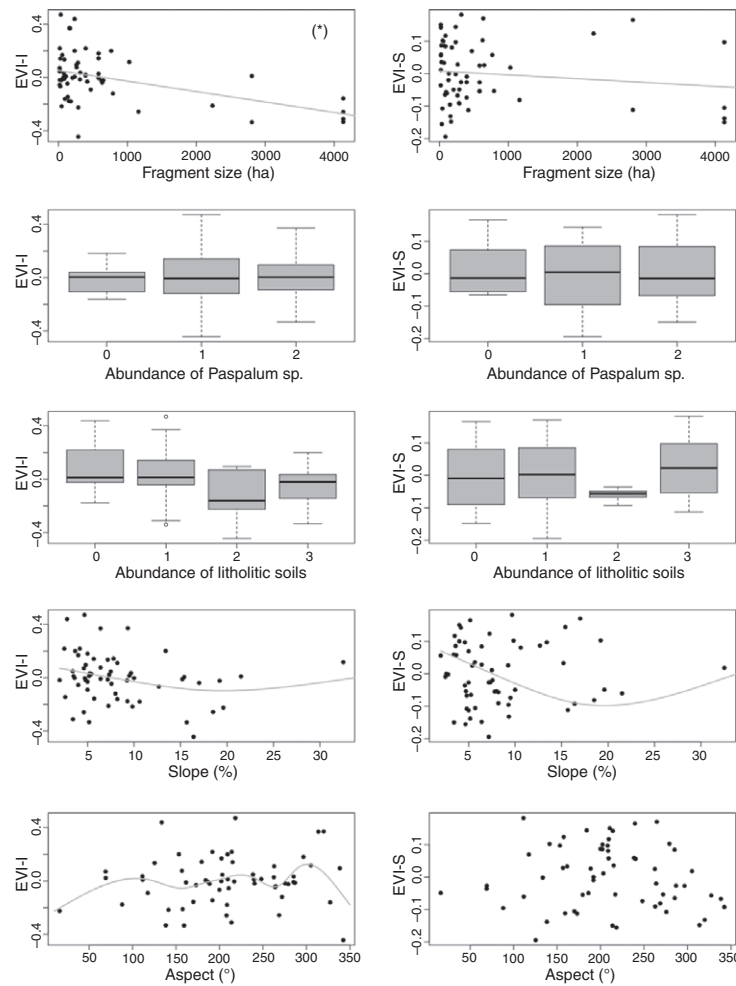 (*)
EVI-I
0.4
0.0
−0.4
0 1000 2000 3000 4000
Fragment size (ha)
EVI-S
0.1
0.0
−0.1
−0.2
0 1000 2000 3000 4000
Fragment size (ha)
EVI-I
0.4
0.0
−0.4
0 1 2
Abundance of Paspalum sp.
EVI-S
0.1
0.0
−0.1
−0.2
0 1 2
Abundance of Paspalum sp.
EVI-I
0.4
0.0
−0.4
0 1 2 3
Abundance of litholitic soils
EVI-S
0.1
0.0
−0.1
−0.2
0 1 2 3
Abundance of litholitic soils
EVI-I
0.4
0.0
−0.4
5 10 15 20 25 30
Slope (%)
EVI-S
0.1
0.0
−0.1
−0.2
5 10 15 20 25 30
Slope (%)
EVI-I
0.4
0.0
−0.4
50 100 150 200 250 300 350
Aspect (°)
EVI-S
0.1
0.0
−0.1
−0.2
50 100 150 200 250 300 350
Aspect (°)